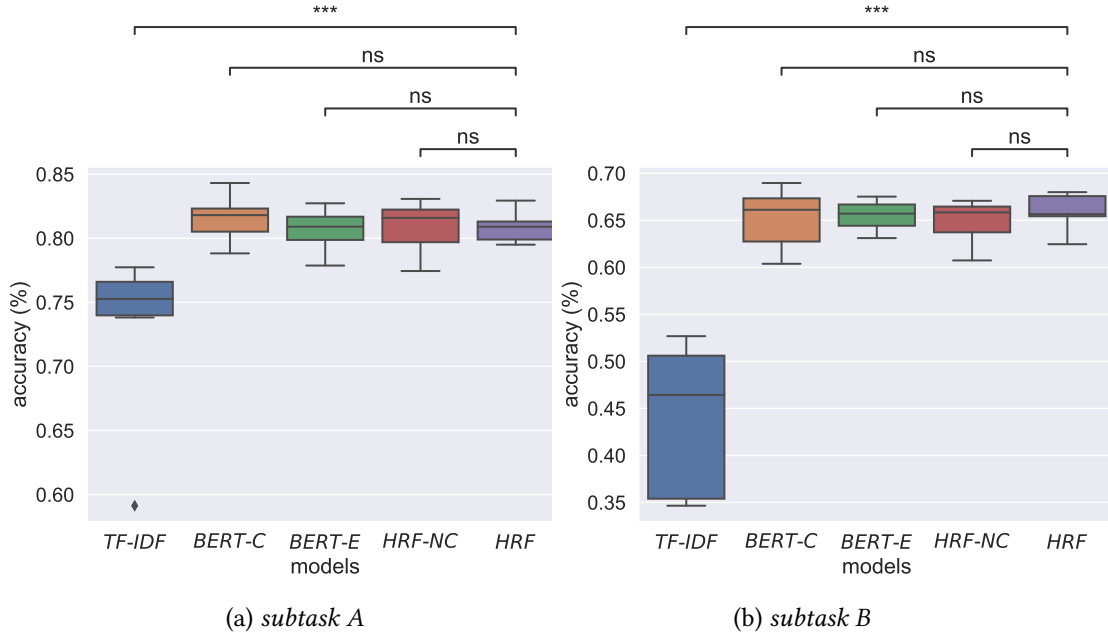 ***
ns
ns
ns
0.85
0.80
0.75
0.70
0.65
0.60
accuracy (%)
TF-IDF BERT-C BERT-E HRF-NC HRF
models
(a) subtask A
***
ns
ns
ns
0.70
0.65
0.60
0.55
0.50
0.45
0.40
0.35
accuracy (%)
TF-IDF BERT-C BERT-E HRF-NC HRF
models
(b) subtask B